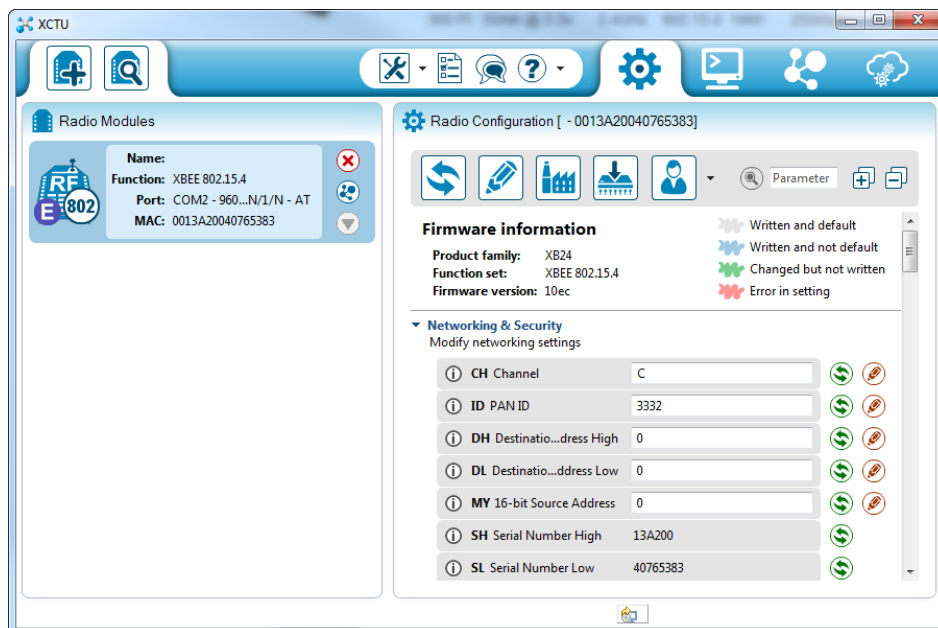 XCTU
Radio Modules
RF
E 802
Name:
Function: XBEE 802.15.4
Port: COM2 - 960...N/1/N - AT
MAC: 0013A20040765383
Radio Configuration [ - 0013A20040765383]
Parameter
Firmware information
Product family: XB24
Function set: XBEE 802.15.4
Firmware version: 10ec
Written and default
Written and not default
Changed but not written
Error in setting
Networking & Security
Modify networking settings
CH Channel C
ID PAN ID 3332
DH Destinatio...dress High 0
DL Destinatio...ddress Low 0
MY 16-bit Source Address 0
SH Serial Number High 13A200
SL Serial Number Low 40765383